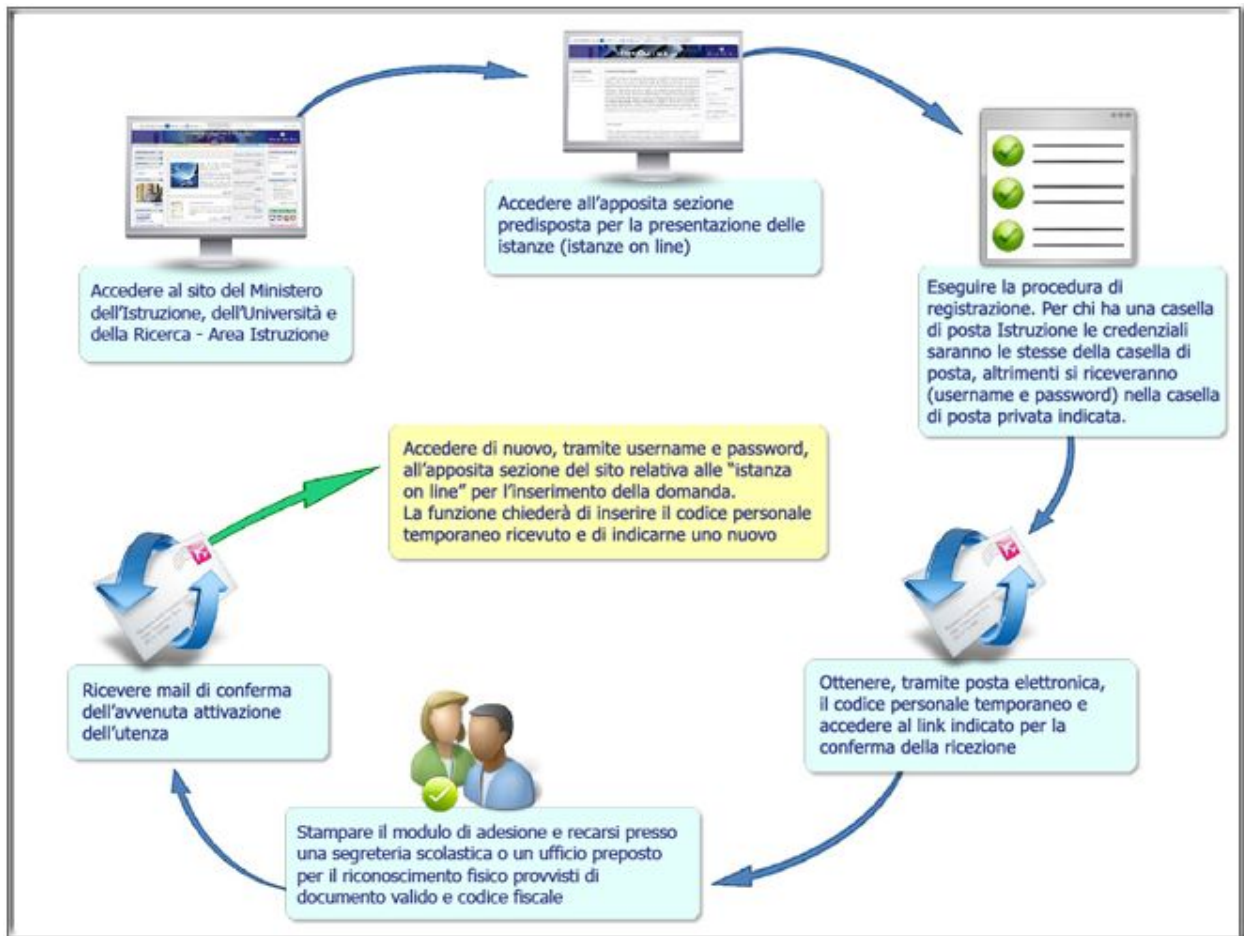 Accedere al sito del Ministero
dell'Istruzione, dell'Università e
della Ricerca - Area Istruzione
Accedere all'apposita sezione
predisposta per la presentazione delle
istanze (istanze on line)
Eseguire la procedura di
registrazione. Per chi ha una casella
di posta Istruzione le credenziali
saranno le stesse della casella di
posta, altrimenti si riceveranno
(username e password) nella casella
di posta privata indicata.
Ottenere, tramite posta elettronica,
il codice personale temporaneo e
accedere al link indicato per la
conferma della ricezione
Stampare il modulo di adesione e recarsi presso
una segreteria scolastica o un ufficio preposto
per il riconoscimento fisico provvisti di
documento valido e codice fiscale
Ricevere mail di conferma
dell'avvenuta attivazione
dell'utenza
Accedere di nuovo, tramite username e password,
all'apposita sezione del sito relativa alle "istanza
on line" per l'inserimento della domanda.
La funzione chiederà di inserire il codice personale
temporaneo ricevuto e di indicarne uno nuovo